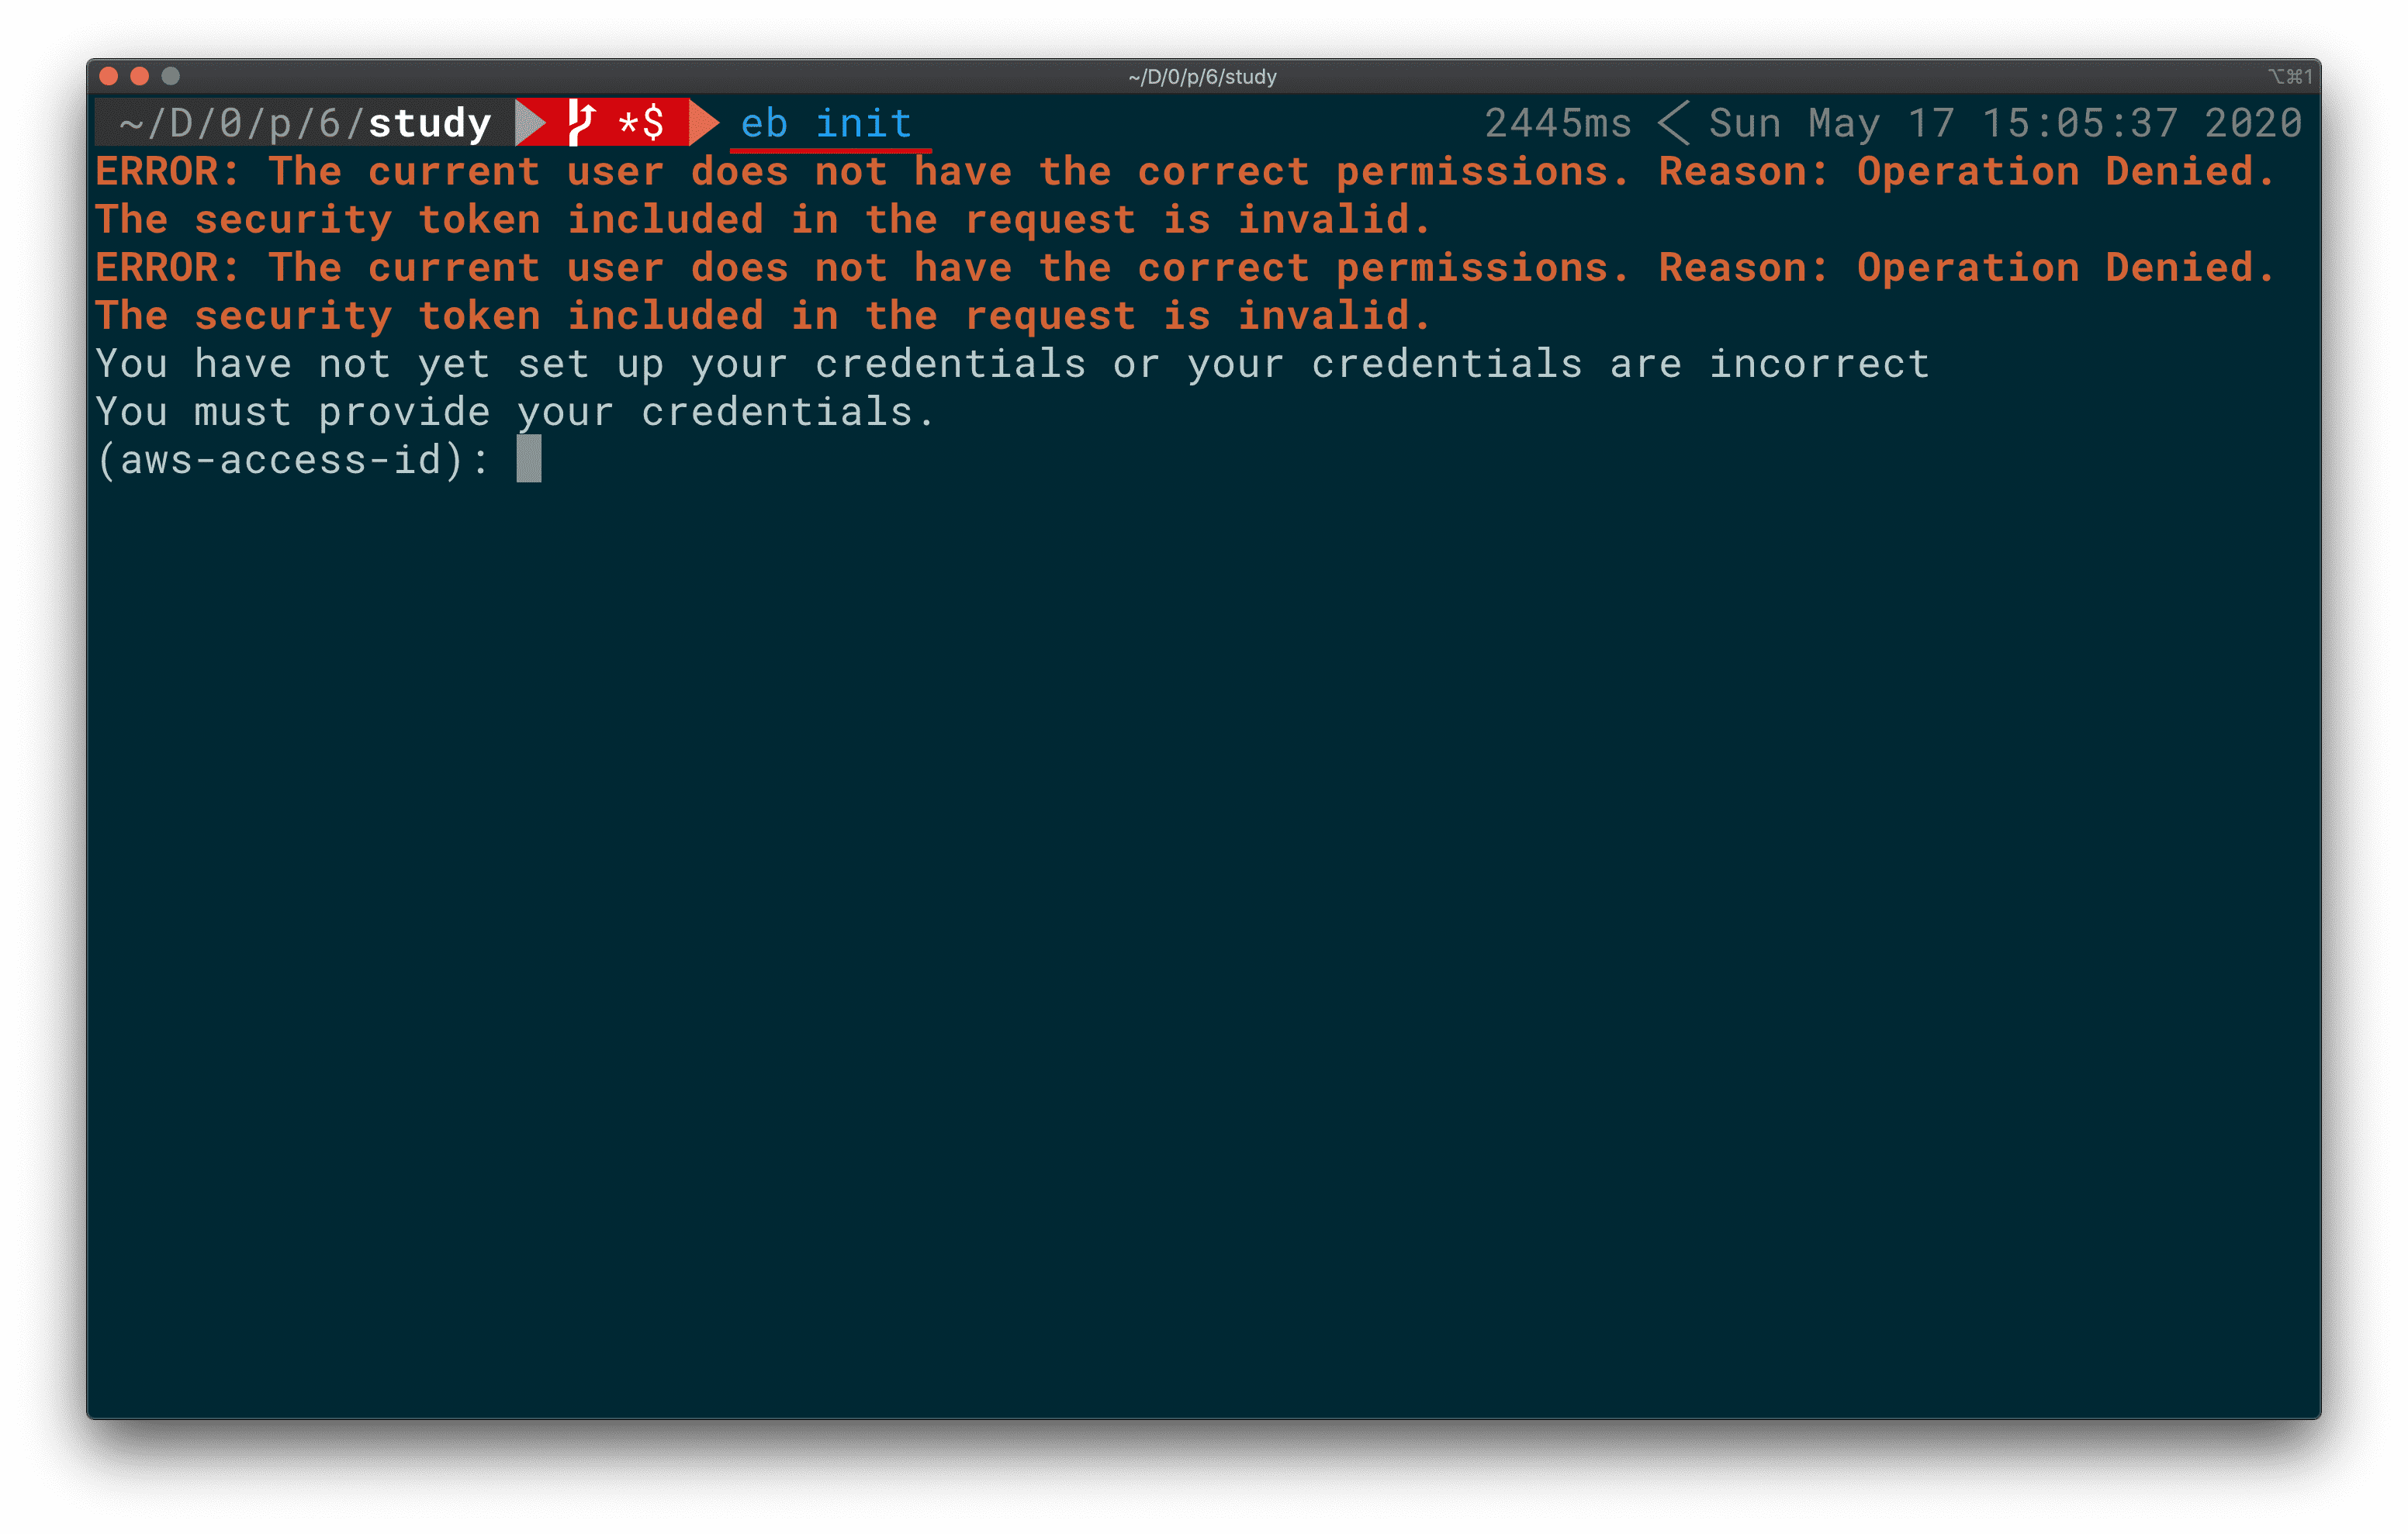 ~/D/0/p/6/study
⌥⌘1
~/D/0/p/6/study *$ eb init 2445ms Sun May 17 15:05:37 2020
ERROR: The current user does not have the correct permissions. Reason: Operation Denied.
The security token included in the request is invalid.
ERROR: The current user does not have the correct permissions. Reason: Operation Denied.
The security token included in the request is invalid.
You have not yet set up your credentials or your credentials are incorrect
You must provide your credentials.
(aws-access-id):